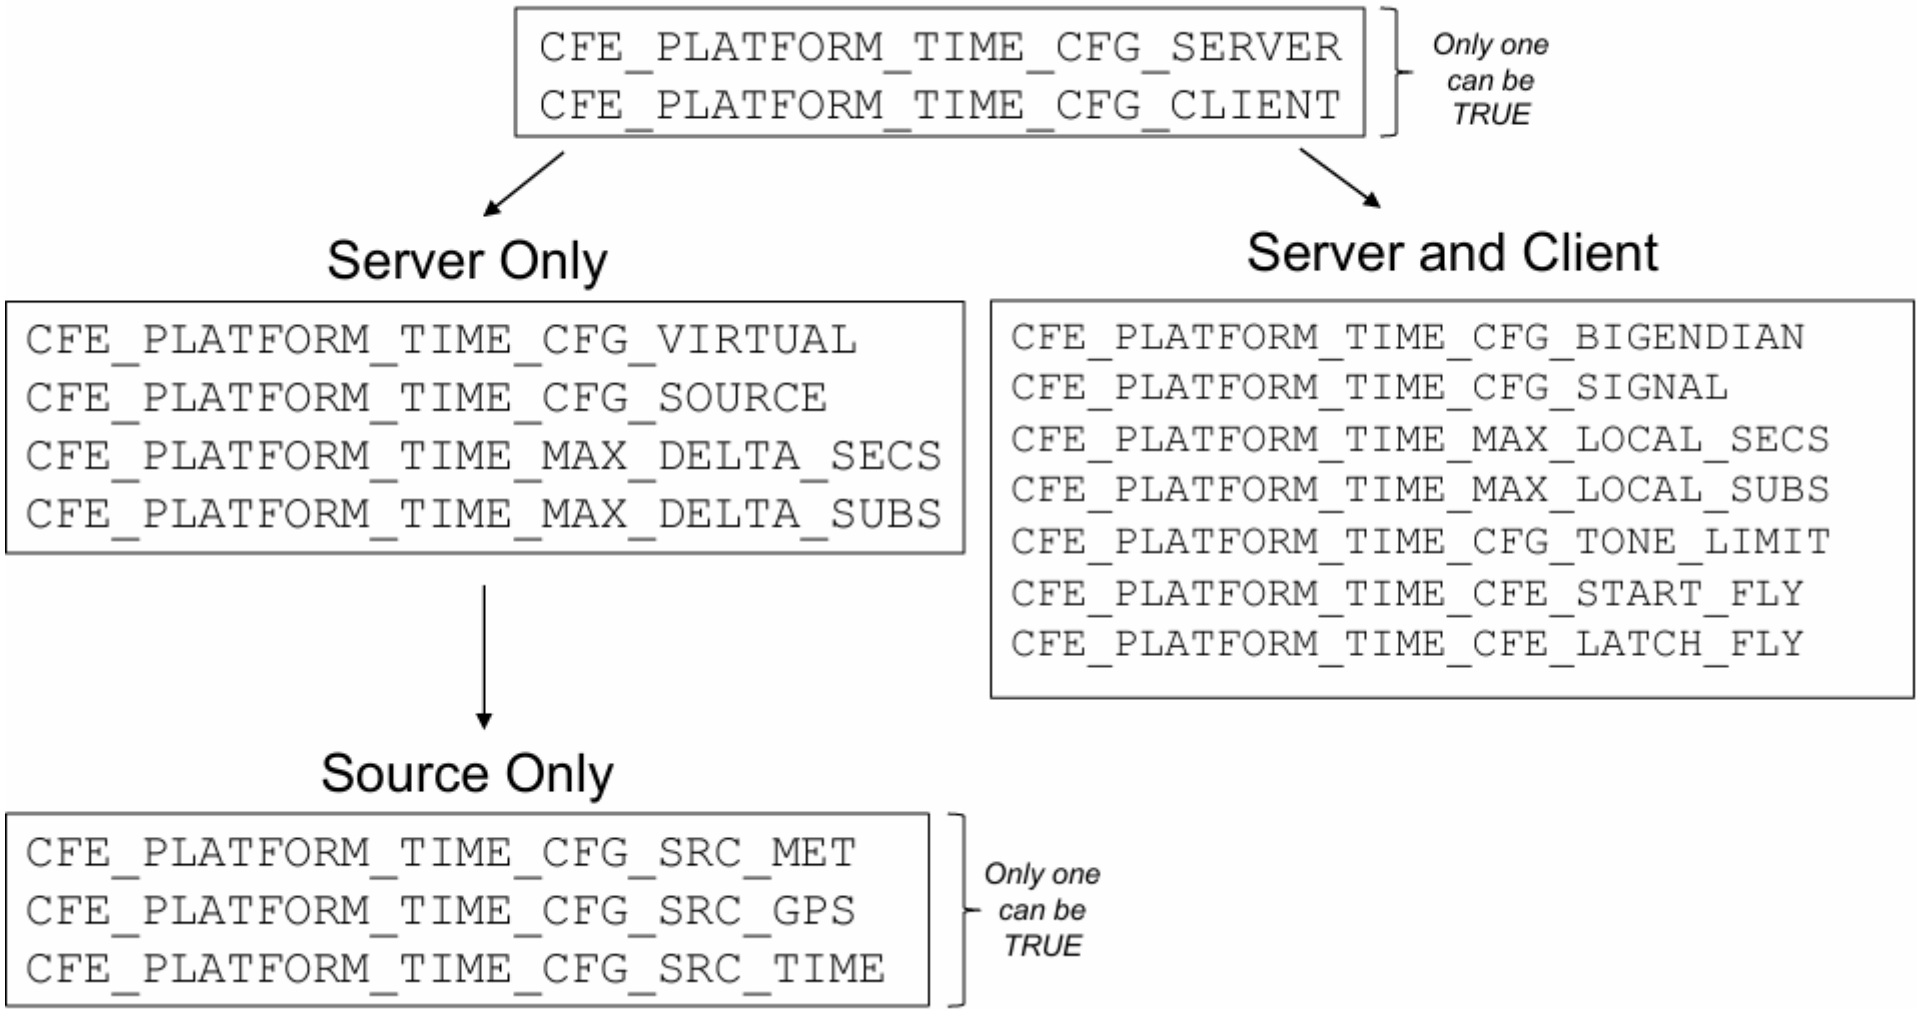 CFE_PLATFORM_TIME_CFG_SERVER
CFE_PLATFORM_TIME_CFG_CLIENT
Only one
can be
TRUE
Server Only
CFE_PLATFORM_TIME_CFG_VIRTUAL
CFE_PLATFORM_TIME_CFG_SOURCE
CFE_PLATFORM_TIME_MAX_DELTA_SECS
CFE_PLATFORM_TIME_MAX_DELTA_SUBS
Server and Client
CFE_PLATFORM_TIME_CFG_BIGENDIAN
CFE_PLATFORM_TIME_CFG_SIGNAL
CFE_PLATFORM_TIME_MAX_LOCAL_SECS
CFE_PLATFORM_TIME_MAX_LOCAL_SUBS
CFE_PLATFORM_TIME_CFG_TONE_LIMIT
CFE_PLATFORM_TIME_CFE_START_FLY
CFE_PLATFORM_TIME_CFE_LATCH_FLY
Source Only
CFE_PLATFORM_TIME_CFG_SRC_MET
CFE_PLATFORM_TIME_CFG_SRC_GPS
CFE_PLATFORM_TIME_CFG_SRC_TIME
Only one
can be
TRUE